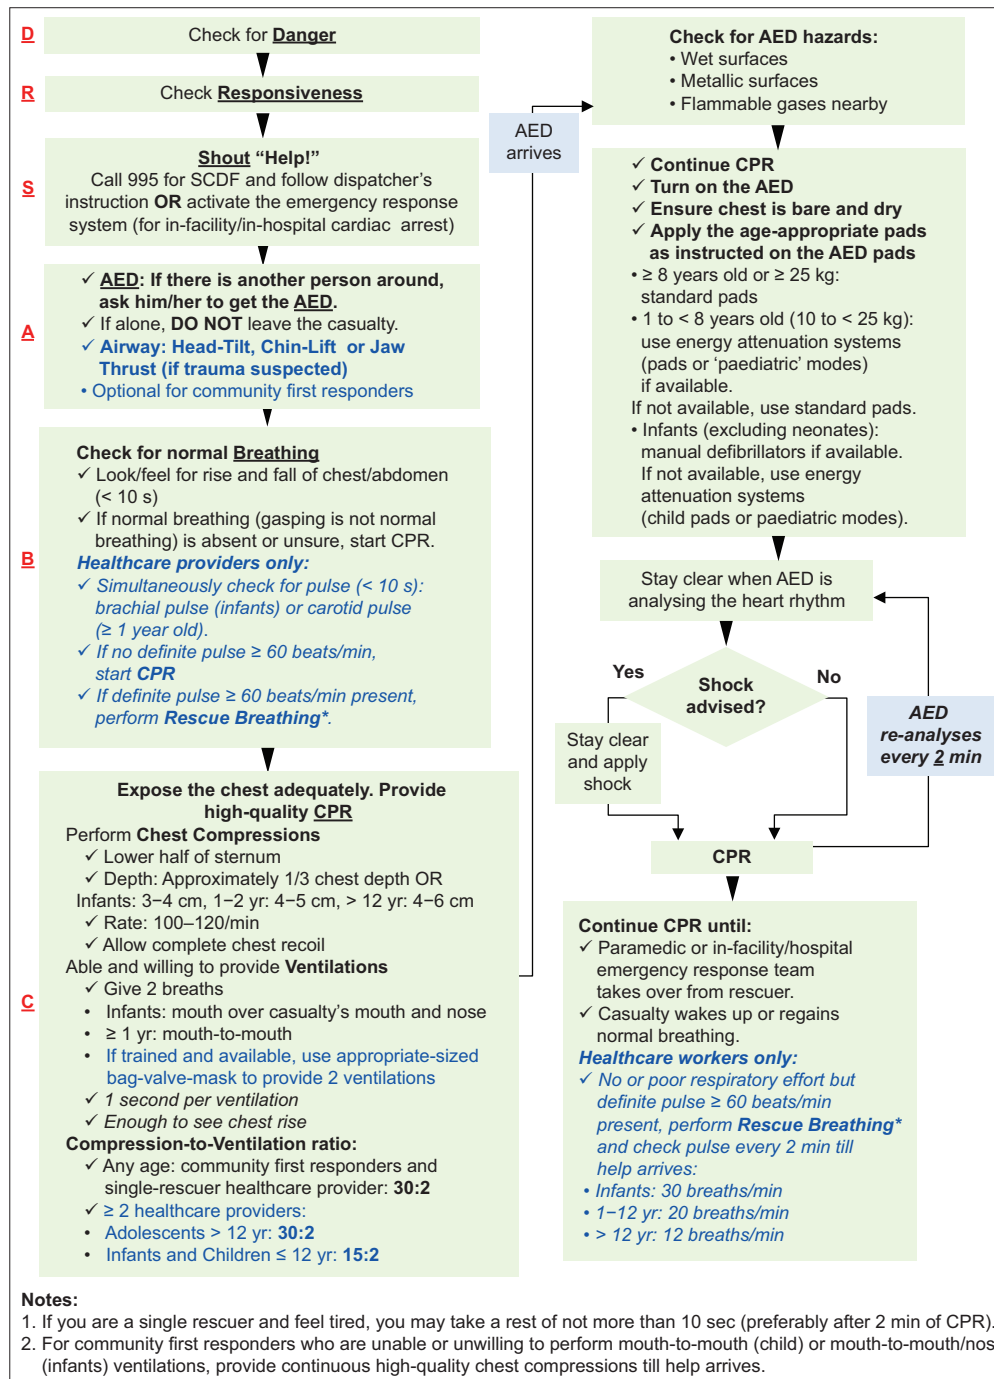 D
Check for Danger
R
Check Responsiveness
S
Shout “Help!”
Call 995 for SCDF and follow dispatcher’s
instruction OR activate the emergency response
system (for in-facility/in-hospital cardiac arrest)
A
✓ AED: If there is another person around,
ask him/her to get the AED.
✓ If alone, DO NOT leave the casualty.
✓ Airway: Head-Tilt, Chin-Lift or Jaw
Thrust (if trauma suspected)
• Optional for community first responders
B
Check for normal Breathing
✓ Look/feel for rise and fall of chest/abdomen
(< 10 s)
✓ If normal breathing (gasping is not normal
breathing) is absent or unsure, start CPR.
Healthcare providers only:
✓ Simultaneously check for pulse (< 10 s):
brachial pulse (infants) or carotid pulse
(≥ 1 year old).
✓ If no definite pulse ≥ 60 beats/min,
start CPR
✓ If definite pulse ≥ 60 beats/min present,
perform Rescue Breathing*.
C
Expose the chest adequately. Provide
high-quality CPR
Perform Chest Compressions
✓ Lower half of sternum
✓ Depth: Approximately 1/3 chest depth OR
Infants: 3–4 cm, 1–2 yr: 4–5 cm, > 12 yr: 4–6 cm
✓ Rate: 100–120/min
✓ Allow complete chest recoil
Able and willing to provide Ventilations
✓ Give 2 breaths
• Infants: mouth over casualty’s mouth and nose
• ≥ 1 yr: mouth-to-mouth
• If trained and available, use appropriate-sized
bag-valve-mask to provide 2 ventilations
✓ 1 second per ventilation
✓ Enough to see chest rise
Compression-to-Ventilation ratio:
✓ Any age: community first responders and
single-rescuer healthcare provider: 30:2
✓ ≥ 2 healthcare providers:
• Adolescents > 12 yr: 30:2
• Infants and Children ≤ 12 yr: 15:2
AED
arrives
Check for AED hazards:
• Wet surfaces
• Metallic surfaces
• Flammable gases nearby
✓ Continue CPR
✓ Turn on the AED
✓ Ensure chest is bare and dry
✓ Apply the age-appropriate pads
as instructed on the AED pads
• ≥ 8 years old or ≥ 25 kg:
standard pads
• 1 to < 8 years old (10 to < 25 kg):
use energy attenuation systems
(pads or ‘paediatric’ modes)
if available.
If not available, use standard pads.
• Infants (excluding neonates):
manual defibrillators if available.
If not available, use energy
attenuation systems
(child pads or paediatric modes).
Stay clear when AED is
analysing the heart rhythm
Yes
Shock
advised?
No
Stay clear
and apply
shock
AED
re-analyses
every 2 min
CPR
Continue CPR until:
✓ Paramedic or in-facility/hospital
emergency response team
takes over from rescuer.
✓ Casualty wakes up or regains
normal breathing.
Healthcare workers only:
✓ No or poor respiratory effort but
definite pulse ≥ 60 beats/min
present, perform Rescue Breathing*
and check pulse every 2 min till
help arrives:
• Infants: 30 breaths/min
• 1–12 yr: 20 breaths/min
• > 12 yr: 12 breaths/min
Notes:
1. If you are a single rescuer and feel tired, you may take a rest of not more than 10 sec (preferably after 2 min of CPR).
2. For community first responders who are unable or unwilling to perform mouth-to-mouth (child) or mouth-to-mouth/nos
(infants) ventilations, provide continuous high-quality chest compressions till help arrives.